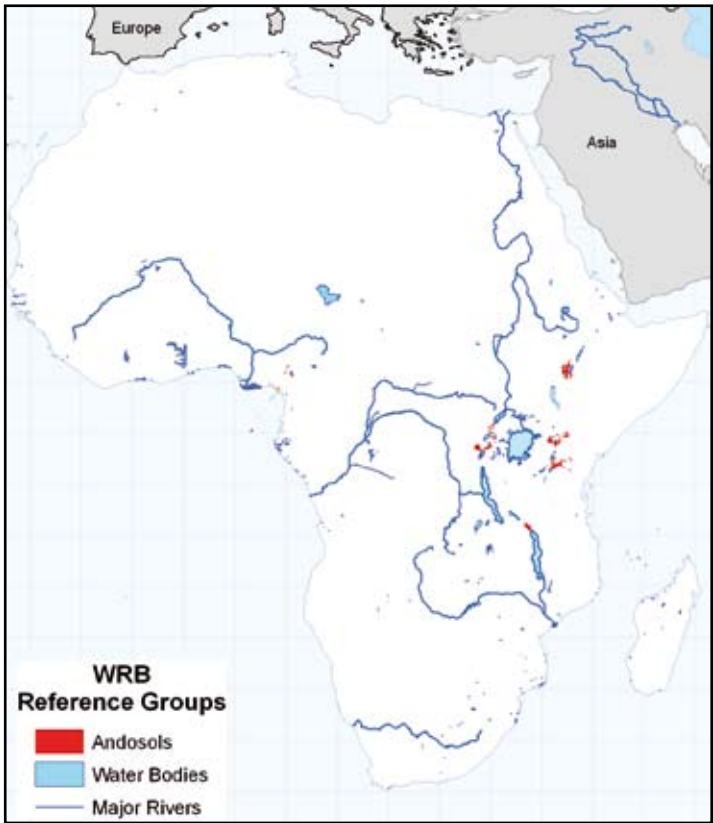 Europe
Asia
WRB
Reference Groups
Andosols
Water Bodies
Major Rivers